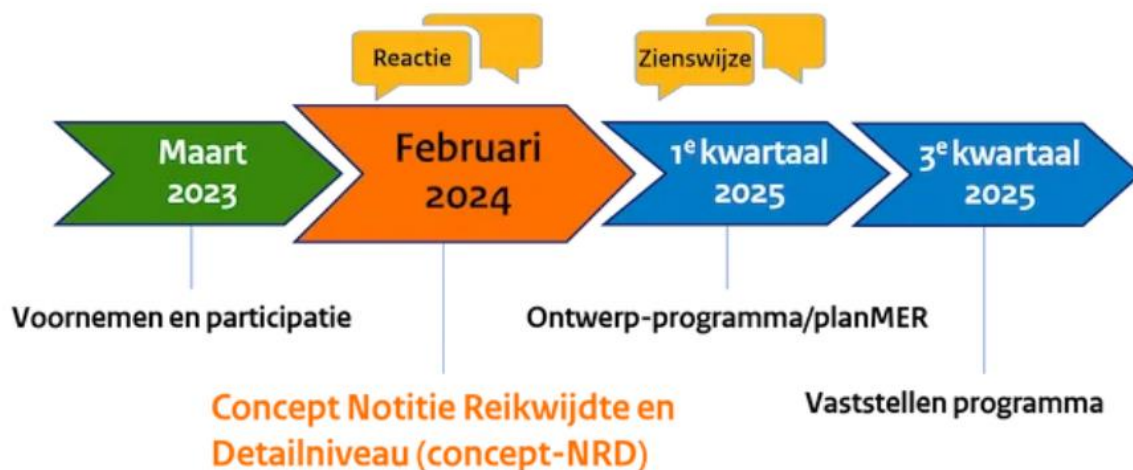 Reactie
Zienswijze
Maart
2023
Februari
2024
1e kwartaal
2025
3e kwartaal
2025
Voornemen en participatie
Ontwerp-programma/planMER
Concept Notitie Reikwijdte en
Detailniveau (concept-NRD)
Vaststellen programma